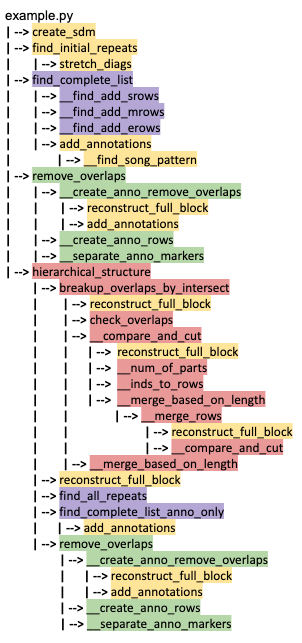 example.py
| --> create_sdm
| --> find_initial_repeats
| | --> stretch_diags
| --> find_complete_list
| | --> __find_add_srows
| | --> __find_add_mrows
| | --> __find_add_erows
| | --> add_annotations
| | --> __find_song_pattern
| --> remove_overlaps
| | --> __create_anno_remove_overlaps
| | | --> reconstruct_full_block
| | | --> add_annotations
| | --> __create_anno_rows
| | --> __separate_anno_markers
| --> hierarchical_structure
| --> breakup_overlaps_by_intersect
| | --> reconstruct_full_block
| | --> check_overlaps
| | --> __compare_and_cut
| | | --> reconstruct_full_block
| | | --> __num_of_parts
| | | --> __inds_to_rows
| | | --> __merge_based_on_length
| | | --> __merge_rows
| | | --> reconstruct_full_block
| | | --> __compare_and_cut
| | --> __merge_based_on_length
| --> reconstruct_full_block
| --> find_all_repeats
| --> find_complete_list_anno_only
| | --> add_annotations
| --> remove_overlaps
| --> __create_anno_remove_overlaps
| | --> reconstruct_full_block
| | --> add_annotations
| --> __create_anno_rows
| --> __separate_anno_markers